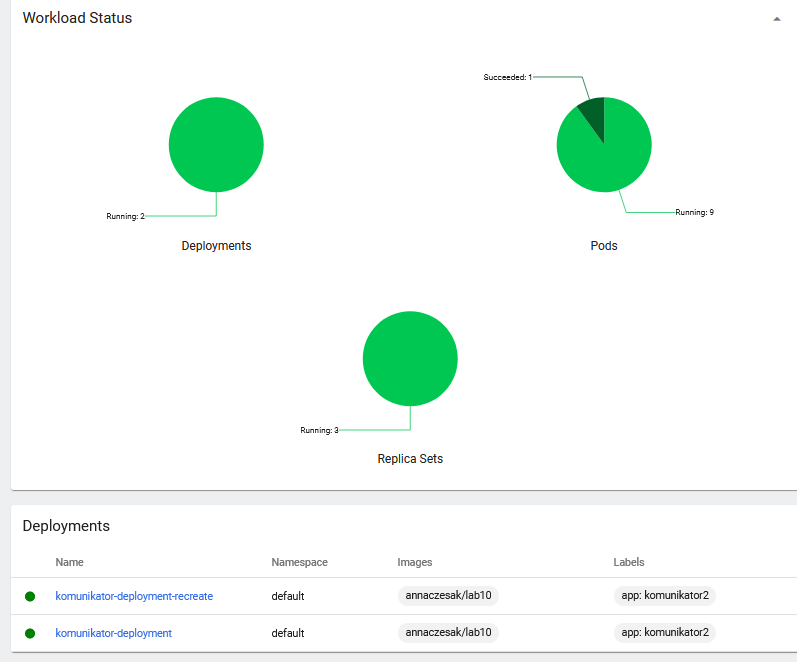 Workload Status
Succeeded: 1
Running: 2
Running: 9
Deployments
Pods
Running: 3
Replica Sets
Deployments
Name Namespace Images Labels
komunikator-deployment-recreate default annaczesak/lab10 app: komunikator2
komunikator-deployment default annaczesak/lab10 app: komunikator2